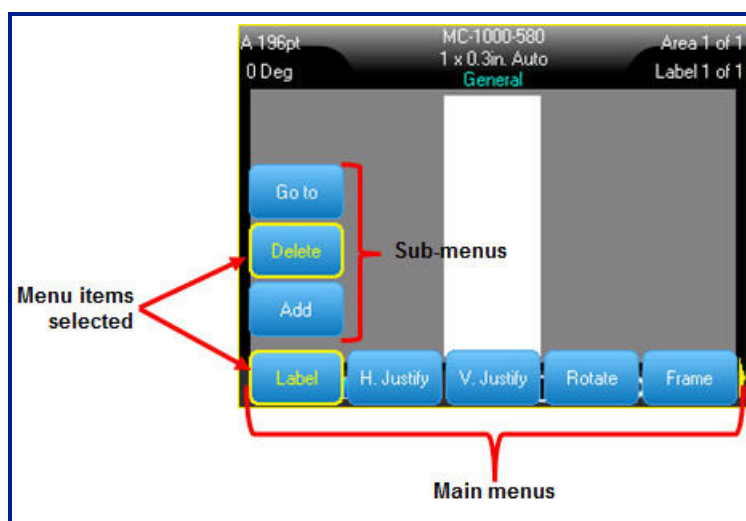 A 196pt
MC-1000-580
Area 1 of 1
1 x 0.3in. Auto
0 Deg
General
Label 1 of 1
Go to
Delete
Sub-menus
Menu items
selected
Add
Label
H. Justify
V. Justify
Rotate
Frame
Main menus